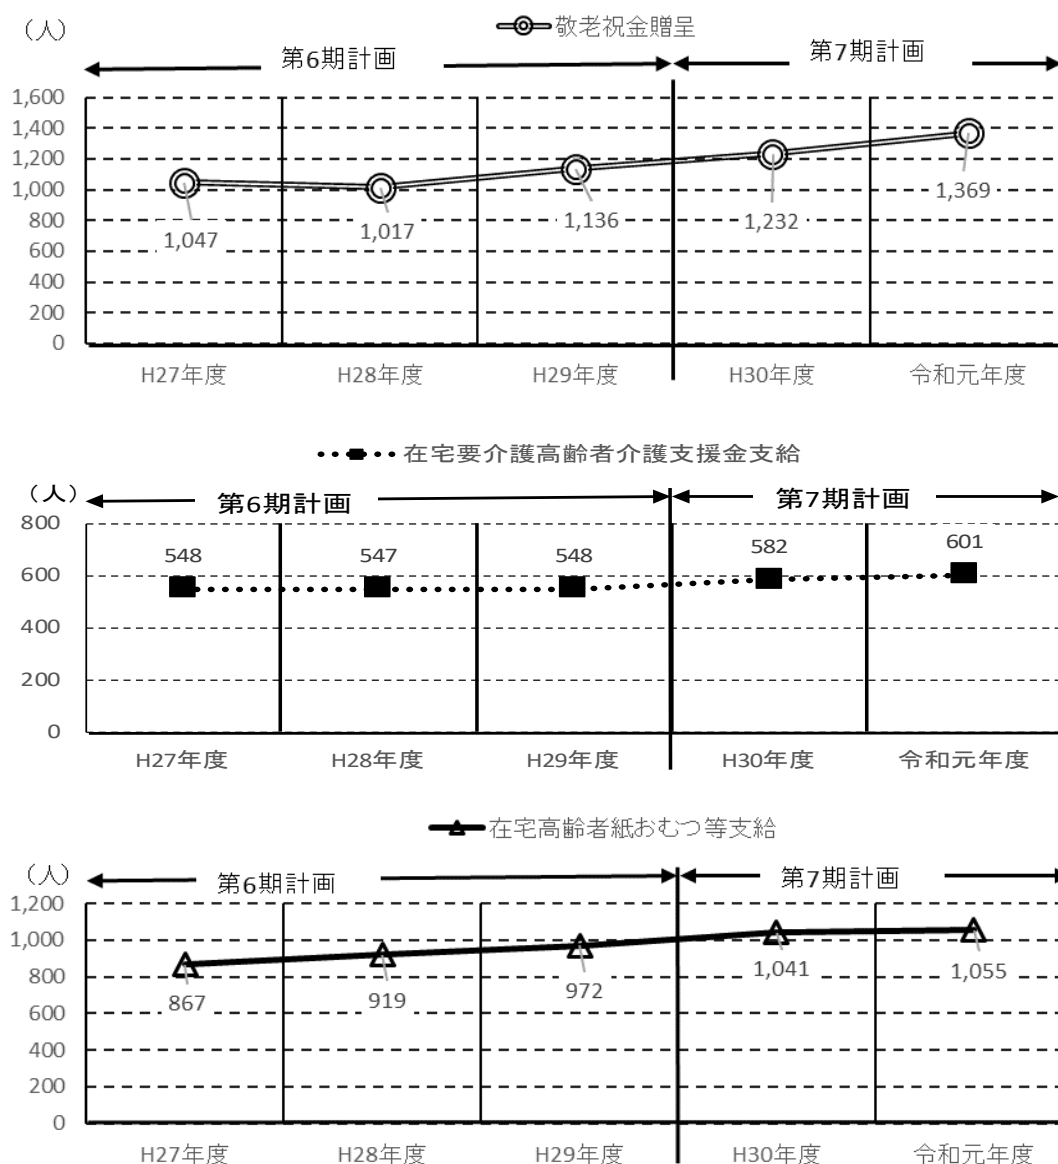 (人)
敬老祝金贈呈
第6期計画
第7期計画
1,600
1,400
1,200
1,000
800
600
400
200
0
1,047
1,017
1,136
1,232
1,369
H27年度
H28年度
H29年度
H30年度
令和元年度
在宅要介護高齢者介護支援金支給
(人)
第6期計画
第7期計画
800
600
400
200
0
548
547
548
582
601
H27年度
H28年度
H29年度
H30年度
令和元年度
在宅高齢者紙おむつ等支給
(人)
第6期計画
第7期計画
1,200
1,000
800
600
400
200
0
867
919
972
1,041
1,055
H27年度
H28年度
H29年度
H30年度
令和元年度